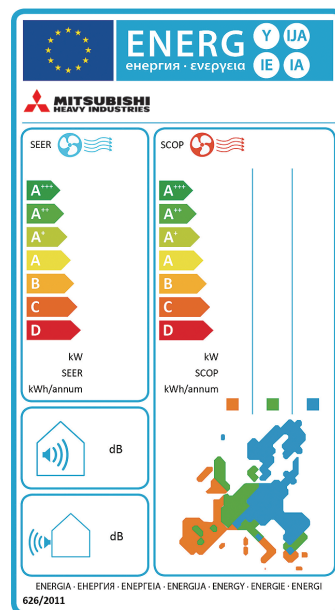 ENERG Y IJA
енергия · ενεργεια IE IA
MITSUBISHI
HEAVY INDUSTRIES
SEER
SCOP
A+++
A++
A+
A
B
C
D
A+++
A++
A+
A
B
C
D
kW
SEER
kWh/annum
kW
SCOP
kWh/annum
dB
dB
ENERGIA · ЕНЕРГИЯ · ΕΝΕΡΓΕΙΑ · ENERGIJA · ENERGY · ENERGIE · ENERGI
626/2011